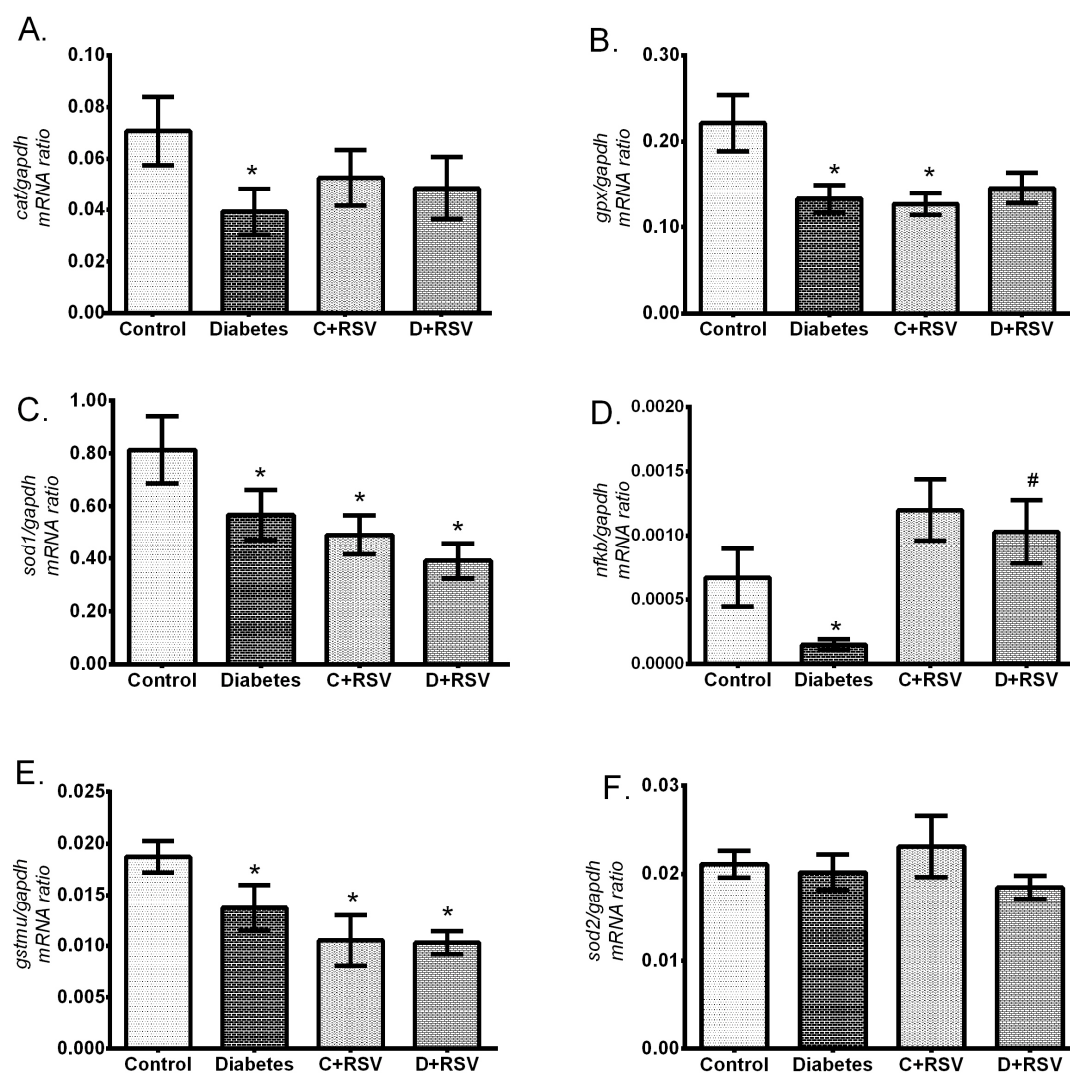 A.
cat/gapdh
mRNA ratio
0.10
0.08
0.06
0.04
0.02
0.00
*
Control Diabetes C+RSV D+RSV
B.
gpx/gapdh
mRNA ratio
0.30
0.20
0.10
0.00
* *
Control Diabetes C+RSV D+RSV
C.
sod1/gapdh
mRNA ratio
1.00
0.80
0.60
0.40
0.20
0.00
* * *
Control Diabetes C+RSV D+RSV
D.
nfkb/gapdh
mRNA ratio
0.0020
0.0015
0.0010
0.0005
0.0000
* #
Control Diabetes C+RSV D+RSV
E.
gstmu/gapdh
mRNA ratio
0.025
0.020
0.015
0.010
0.005
0.000
* * *
Control Diabetes C+RSV D+RSV
F.
sod2/gapdh
mRNA ratio
0.03
0.02
0.01
0.00
Control Diabetes C+RSV D+RSV